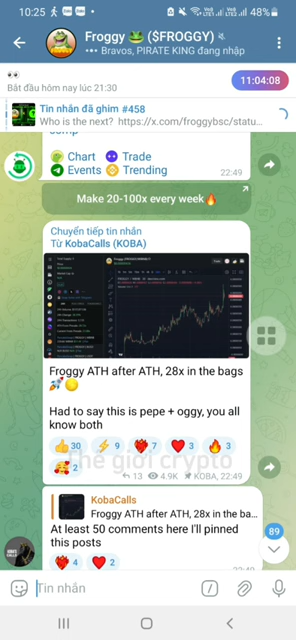 10:25
48%
Froggy 🐸 ($FROGGY)
Bravos, PIRATE KING đang nhập
👀
Bắt đầu hôm nay lúc 21:30
11:04:08
Tin nhắn đã ghim #458
Who is the next? https://x.com/froggybsc/statu...
Chart Trade
Events Trending
22:49
Make 20-100x every week🔥
Chuyển tiếp tin nhắn
Từ KobaCalls (KOBA)
Froggy ATH after ATH, 28x in the bags
🚀🪙
Had to say this is pepe + oggy, you all
know both
👍30 ⚡9 ❤️‍🔥7 ❤️3 🔥3
🥰2
The giới crypto
13 4.9K KOBA, 22:49
KobaCalls
Froggy ATH after ATH, 28x in the ba...
At least 50 comments here I'll pinned
this posts
89
❤️‍🔥4 ❤️2
Tin nhắn